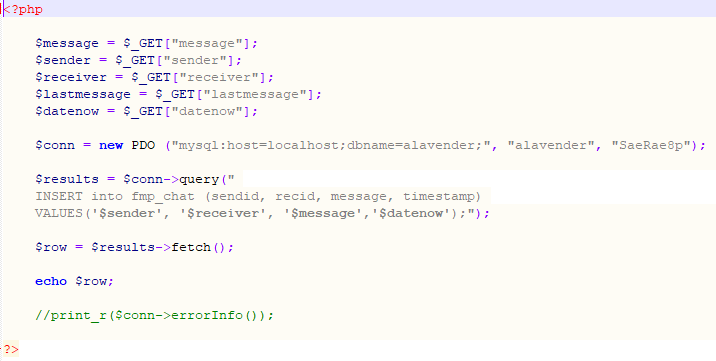 <?php
$message = $_GET["message"];
$sender = $_GET["sender"];
$receiver = $_GET["receiver"];
$lastmessage = $_GET["lastmessage"];
$datenow = $_GET["datenow"];
$conn = new PDO ("mysql:host=localhost;dbname=alavender;", "alavender", "SaeRae8p");
$results = $conn->query("
INSERT into fmp_chat (sendid, recid, message, timestamp)
VALUES('$sender', '$receiver', '$message','$datenow');");
$row = $results->fetch();
echo $row;
//print_r($conn->errorInfo());
?>